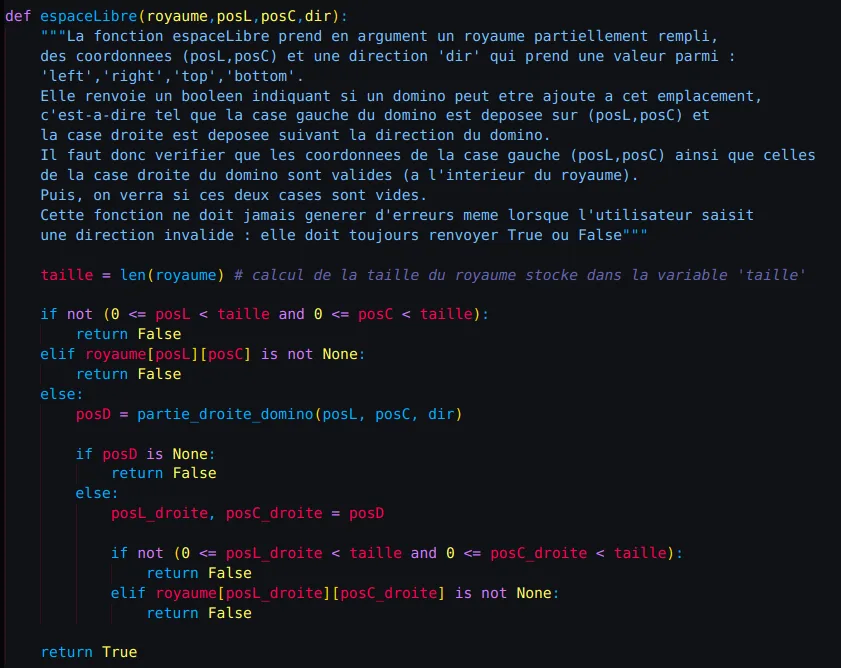 def espaceLibre(royaume,posL,posC,dir):
    """La fonction espaceLibre prend en argument un royaume partiellement rempli,
    des coordonnees (posL,posC) et une direction 'dir' qui prend une valeur parmi :
    'left','right','top','bottom'.
    Elle renvoie un booleen indiquant si un domino peut etre ajoute a cet emplacement,
    c'est-a-dire tel que la case gauche du domino est deposee sur (posL,posC) et
    la case droite est deposee suivant la direction du domino.
    Il faut donc verifier que les coordonnees de la case gauche (posL,posC) ainsi que celles
    de la case droite du domino sont valides (a l'interieur du royaume).
    Puis, on verra si ces deux cases sont vides.
    Cette fonction ne doit jamais generer d'erreurs meme lorsque l'utilisateur saisit
    une direction invalide : elle doit toujours renvoyer True ou False"""

    taille = len(royaume) # calcul de la taille du royaume stocke dans la variable 'taille'

    if not (0 <= posL < taille and 0 <= posC < taille):
        return False
    elif royaume[posL][posC] is not None:
        return False
    else:
        posD = partie_droite_domino(posL, posC, dir)

        if posD is None:
            return False
        else:
            posL_droite, posC_droite = posD

            if not (0 <= posL_droite < taille and 0 <= posC_droite < taille):
                return False
            elif royaume[posL_droite][posC_droite] is not None:
                return False

    return True